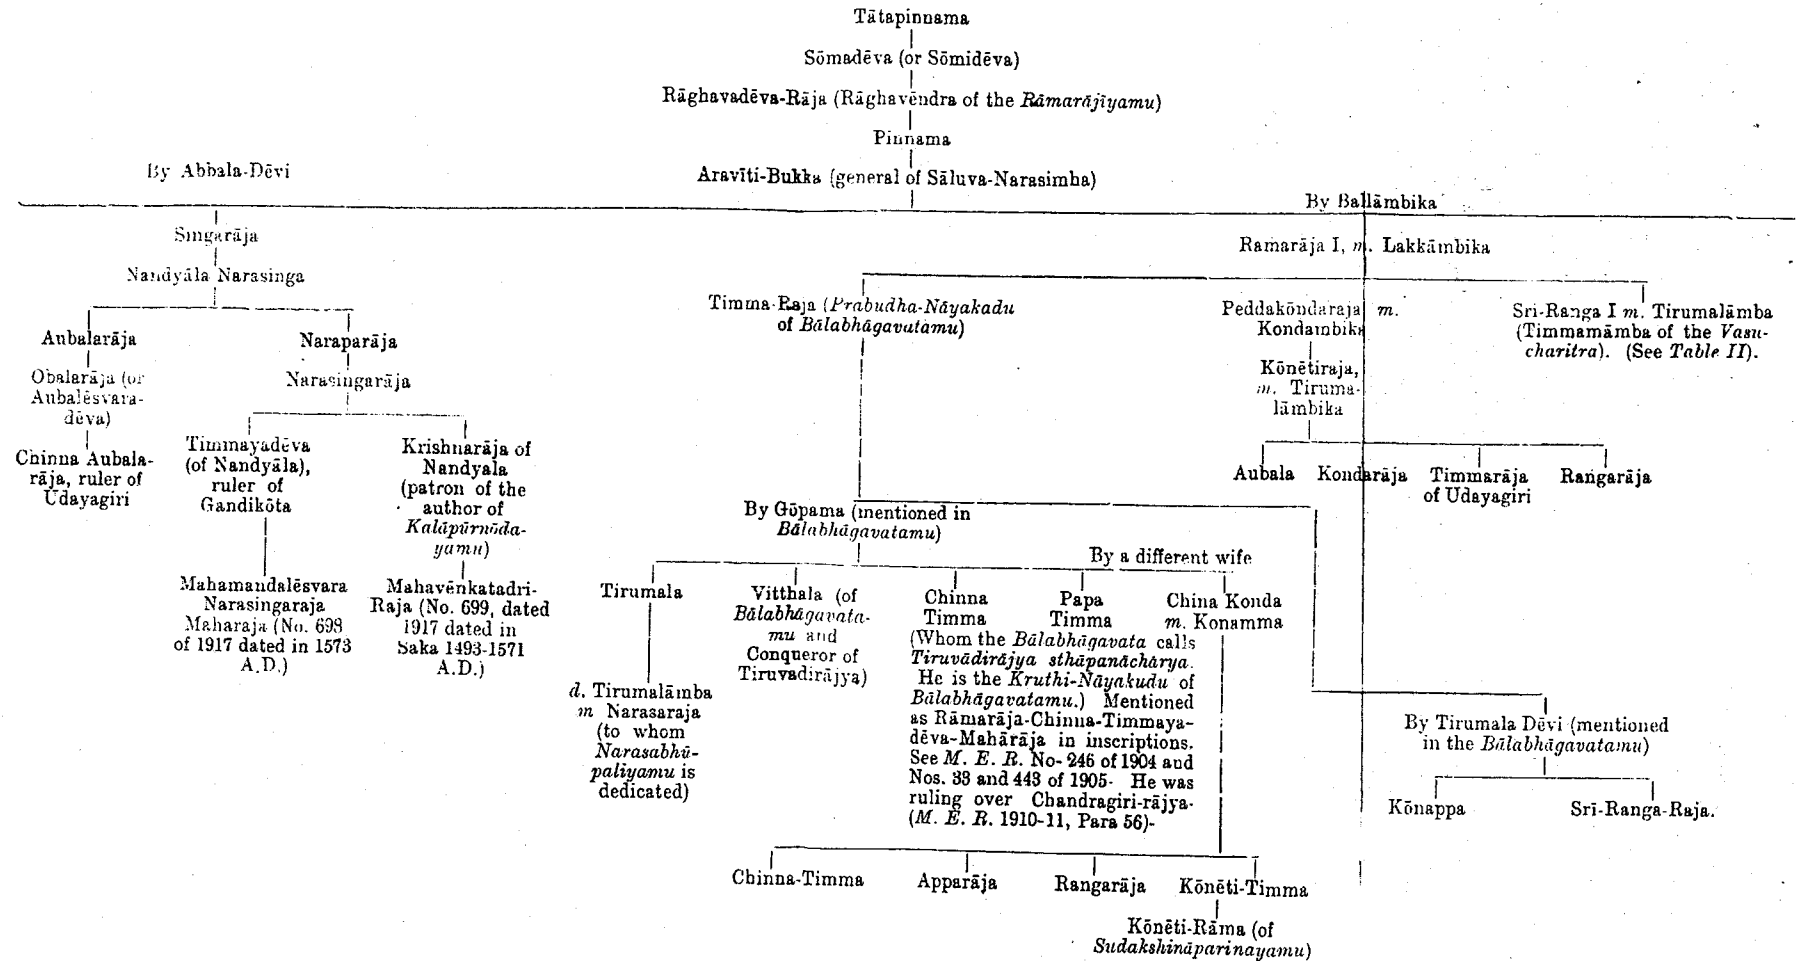 Tātapinnama
Sōmadēva (or Sōmidēva)
Rāghavadēva-Rāja (Rāghavēndra of the Rāmarājīyamu)
Pinnama
By Abbala-Dēvi
Aravīti-Bukka (general of Sāluva-Narasimha)
By Ballāmbika
Singarāja
Ramarāja I, m. Lakkāmbika
Nandyāla Narasinga
Timma-Raja (Prabudha-Nāyakadu
of Bālabhāgavatamu)
Peddakōndaraja m.
Kondambika
Sri-Ranga I m. Tirumalāmba
(Timmamāmba of the Vasu-
charitra). (See Table II).
Aubalarāja
Naraparāja
Obalarāja (or
Aubalēsvara-
dēva)
Narasingarāja
Kōnētiraja,
m. Tiruma-
lāmbika
Chinna Aubala-
rāja, ruler of
Udayagiri
Timmayadēva
(of Nandyāla),
ruler of
Gandikōta
Krishnarāja of
Nandyala
(patron of the
author of
Kalāpūrnōda-
yamu)
Aubala
Kondarāja
Timmarāja
of Udayagiri
Rangarāja
By Gōpama (mentioned in
Bālabhāgavatamu)
By a different wife
Mahamandalēsvara
Narasingaraja
Maharaja (No. 698
of 1917 dated in 1573
A.D.)
Mahavēnkatadri-
Raja (No. 699, dated
1917 dated in
Saka 1493-1571
A.D.)
Tirumala
Vitthala (of
Bālabhāgavata-
mu and
Conqueror of
Tiruvadirājya)
Chinna
Timma
Papa
Timma
China Konda
m. Konamma
(Whom the Bālabhāgavata calls
Tiruvādirājya sthāpanāchārya.
He is the Kruthi-Nāyakudu of
Bālabhāgavatamu.) Mentioned
as Rāmarāja-Chinna-Timmaya-
dēva-Mahārāja in inscriptions.
See M. E. R. No- 246 of 1904 and
Nos. 33 and 443 of 1905- He was
ruling over Chandragiri-rājya-
(M. E. R. 1910-11, Para 56)-
d. Tirumalāmba
m Narasaraja
(to whom
Narasabhū-
paliyamu is
dedicated)
By Tirumala Dēvi (mentioned
in the Bālabhāgavatamu)
Kōnappa
Srī-Ranga-Raja.
Chinna-Timma
Apparāja
Rangarāja
Kōnēti-Timma
Kōnēti-Rāma (of
Sudakshināparinayamu)